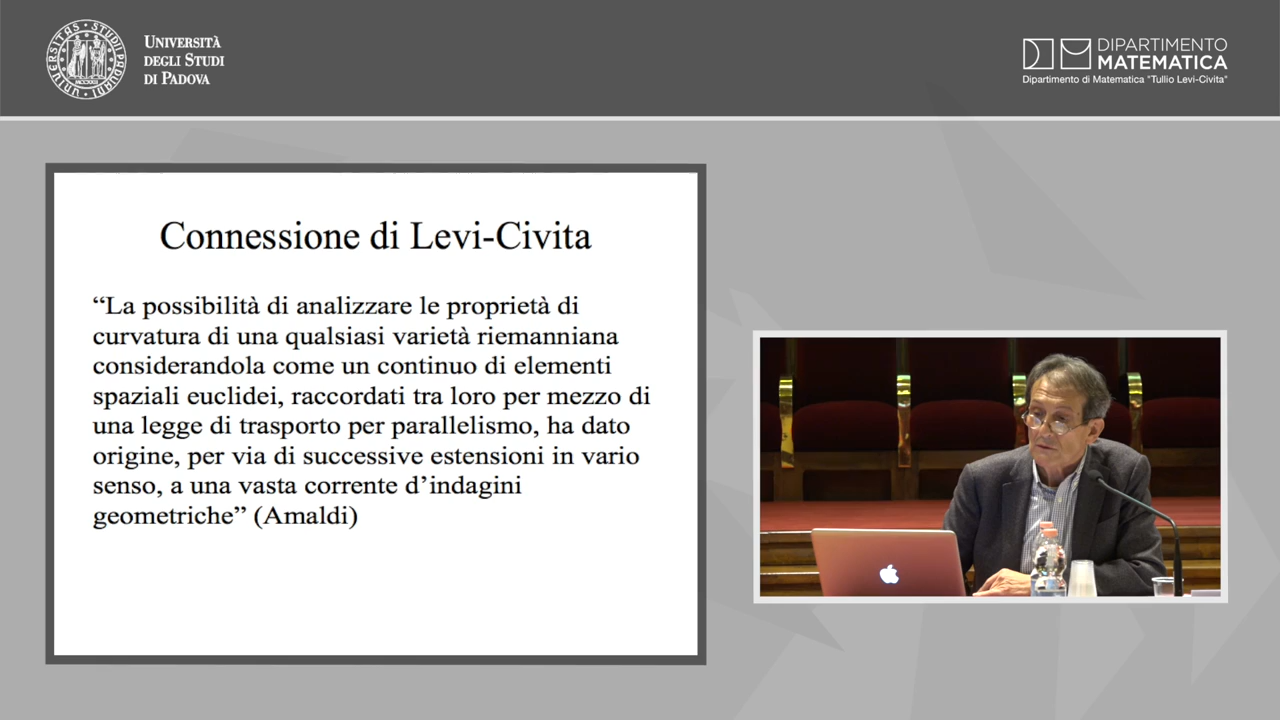 UNIVERSITÀ
DEGLI STUDI
DI PADOVA
DIPARTIMENTO
MATEMATICA
Dipartimento di Matematica "Tullio Levi-Civita"
Connessione di Levi-Civita
“La possibilità di analizzare le proprietà di
curvatura di una qualsiasi varietà riemanniana
considerandola come un continuo di elementi
spaziali euclidei, raccordati tra loro per mezzo di
una legge di trasporto per parallelismo, ha dato
origine, per via di successive estensioni in vario
senso, a una vasta corrente d’indagini
geometriche” (Amaldi)